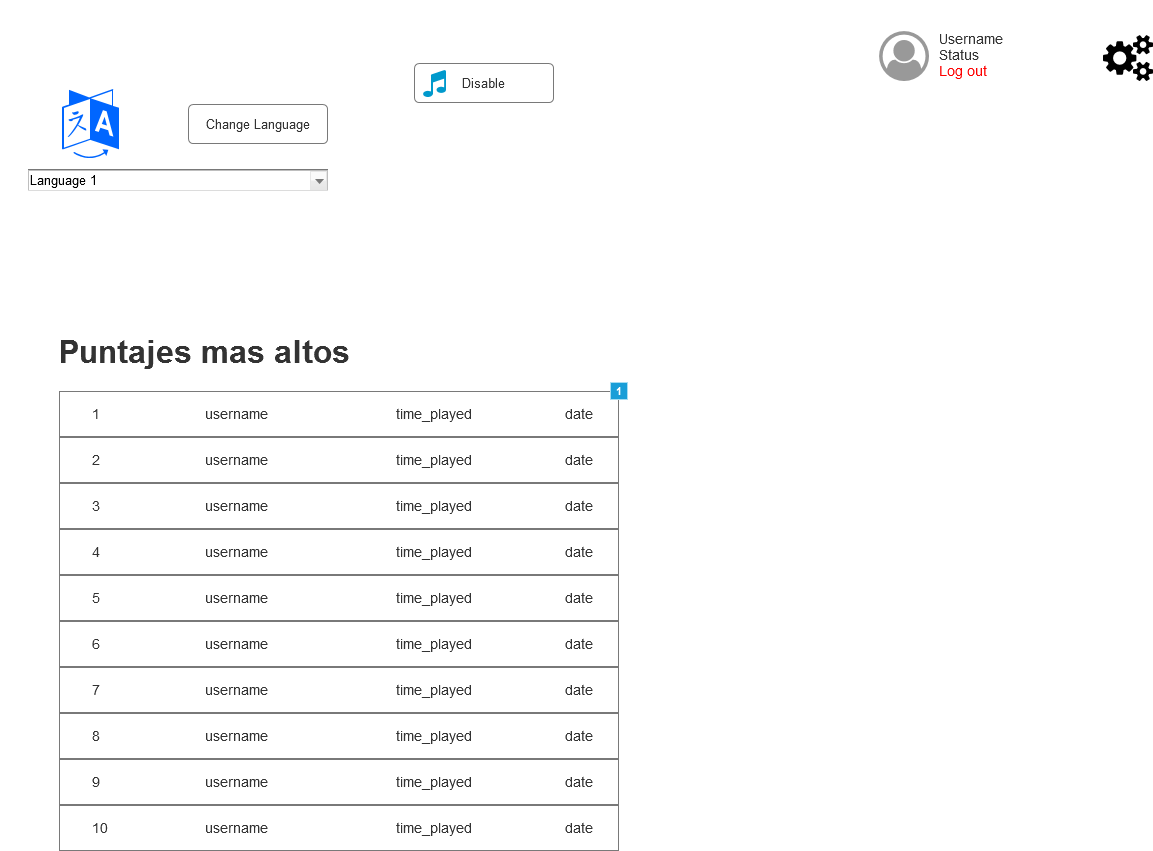 Username
Status
Log out
Disable
A
Change Language
Language 1
Puntajes mas altos
1
1 username time_played date
2 username time_played date
3 username time_played date
4 username time_played date
5 username time_played date
6 username time_played date
7 username time_played date
8 username time_played date
9 username time_played date
10 username time_played date